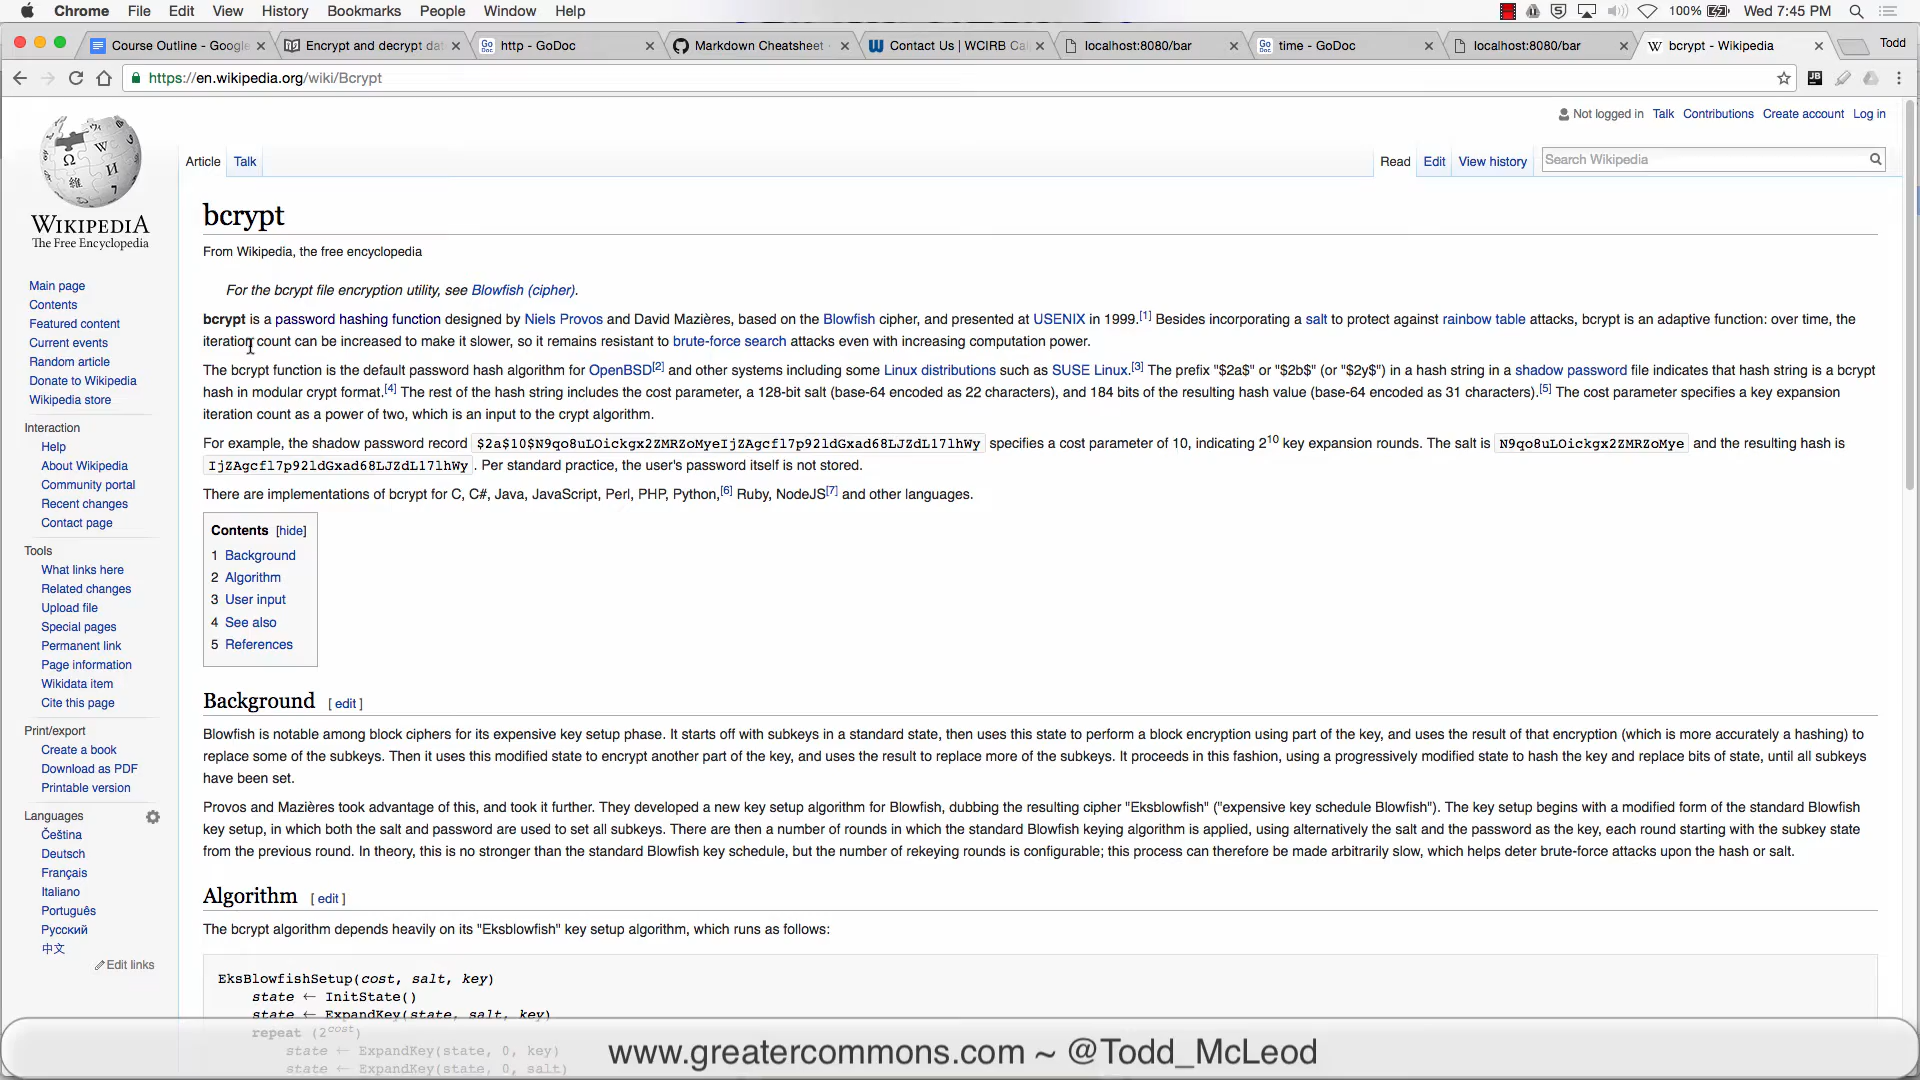 Chrome File Edit View History Bookmarks People Window Help 100% Wed 7:45 PM
Course Outline - Google Encrypt and decrypt dat http - GoDoc Markdown Cheatsheet Contact Us | WCIRB Cal localhost:8080/bar time - GoDoc localhost:8080/bar bcrypt - Wikipedia Todd
https://en.wikipedia.org/wiki/Bcrypt
Not logged in Talk Contributions Create account Log in
Article Talk Read Edit View history Search Wikipedia
WIKIPEDIA
The Free Encyclopedia
Main page
Contents
Featured content
Current events
Random article
Donate to Wikipedia
Wikipedia store
Interaction
Help
About Wikipedia
Community portal
Recent changes
Contact page
Tools
What links here
Related changes
Upload file
Special pages
Permanent link
Page information
Wikidata item
Cite this page
Print/export
Create a book
Download as PDF
Printable version
Languages
Čeština
Deutsch
Français
Italiano
Português
Русский
中文
Edit links
bcrypt
From Wikipedia, the free encyclopedia
For the bcrypt file encryption utility, see Blowfish (cipher).
bcrypt is a password hashing function designed by Niels Provos and David Mazières, based on the Blowfish cipher, and presented at USENIX in 1999.[1] Besides incorporating a salt to protect against rainbow table attacks, bcrypt is an adaptive function: over time, the
iteration count can be increased to make it slower, so it remains resistant to brute-force search attacks even with increasing computation power.
The bcrypt function is the default password hash algorithm for OpenBSD[2] and other systems including some Linux distributions such as SUSE Linux.[3] The prefix "$2a$" or "$2b$" (or "$2y$") in a hash string in a shadow password file indicates that hash string is a bcrypt
hash in modular crypt format.[4] The rest of the hash string includes the cost parameter, a 128-bit salt (base-64 encoded as 22 characters), and 184 bits of the resulting hash value (base-64 encoded as 31 characters).[5] The cost parameter specifies a key expansion
iteration count as a power of two, which is an input to the crypt algorithm.
For example, the shadow password record $2a$10$N9qo8uLOickgx2ZMRZoMyeIjZAgcfl7p92ldGxad68LJZdL17lhWy specifies a cost parameter of 10, indicating 2^10 key expansion rounds. The salt is N9qo8uLOickgx2ZMRZoMye and the resulting hash is
IjZAgcfl7p92ldGxad68LJZdL17lhWy . Per standard practice, the user's password itself is not stored.
There are implementations of bcrypt for C, C#, Java, JavaScript, Perl, PHP, Python,[6] Ruby, NodeJS[7] and other languages.
Contents [hide]
1 Background
2 Algorithm
3 User input
4 See also
5 References
Background [ edit ]
Blowfish is notable among block ciphers for its expensive key setup phase. It starts off with subkeys in a standard state, then uses this state to perform a block encryption using part of the key, and uses the result of that encryption (which is more accurately a hashing) to
replace some of the subkeys. Then it uses this modified state to encrypt another part of the key, and uses the result to replace more of the subkeys. It proceeds in this fashion, using a progressively modified state to hash the key and replace bits of state, until all subkeys
have been set.
Provos and Mazières took advantage of this, and took it further. They developed a new key setup algorithm for Blowfish, dubbing the resulting cipher "Eksblowfish" ("expensive key schedule Blowfish"). The key setup begins with a modified form of the standard Blowfish
key setup, in which both the salt and password are used to set all subkeys. There are then a number of rounds in which the standard Blowfish keying algorithm is applied, using alternatively the salt and the password as the key, each round starting with the subkey state
from the previous round. In theory, this is no stronger than the standard Blowfish key schedule, but the number of rekeying rounds is configurable; this process can therefore be made arbitrarily slow, which helps deter brute-force attacks upon the hash or salt.
Algorithm [ edit ]
The bcrypt algorithm depends heavily on its "Eksblowfish" key setup algorithm, which runs as follows:
EksBlowfishSetup(cost, salt, key)
state ← InitState()
state ← ExpandKey(state, salt, key)
repeat (2^cost)
state ← ExpandKey(state, 0, key)
state ← ExpandKey(state, 0, salt)
www.greatercommons.com ~ @Todd_McLeod